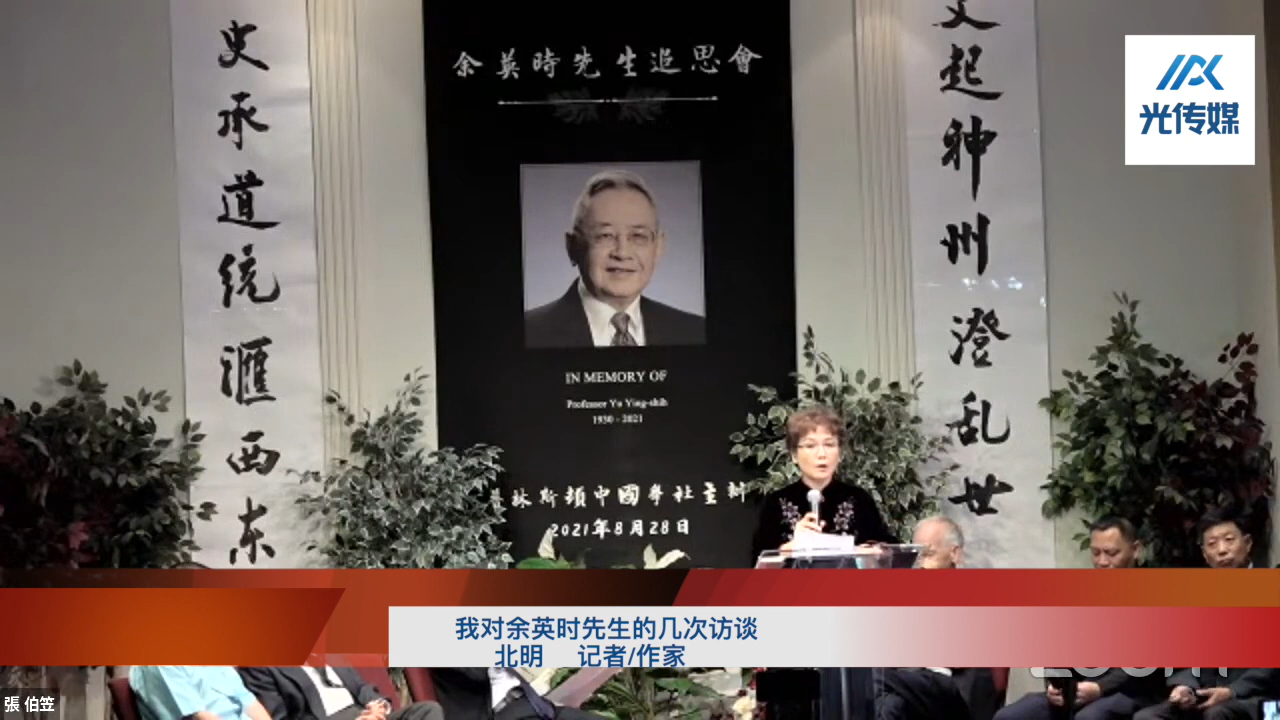 余英時先生追思會
史承道统滙西东
文起神州澄乱世
光传媒
IN MEMORY OF
Professor Yu Ying-shih
1930 - 2021
普林斯頓中國學社主辦
2021年8月28日
我对余英时先生的几次访谈
北明 记者/作家
zoom
張 伯笠